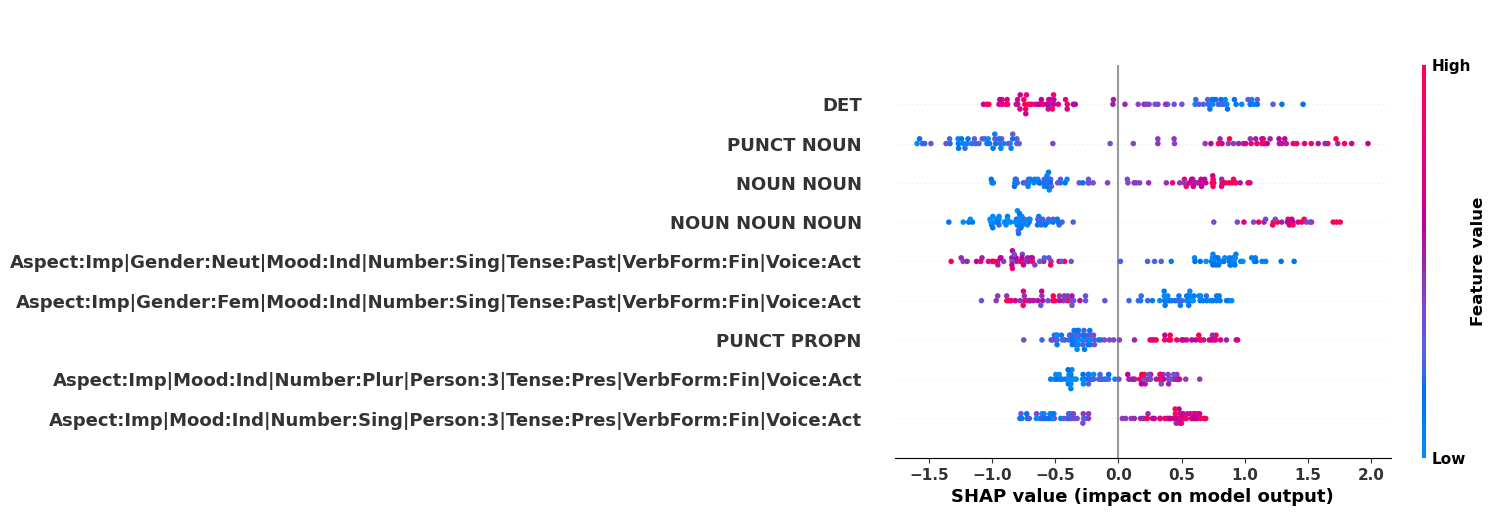 High
DET
PUNCT NOUN
NOUN NOUN
NOUN NOUN NOUN
Aspect:Imp|Gender:Neut|Mood:Ind|Number:Sing|Tense:Past|VerbForm:Fin|Voice:Act
Aspect:Imp|Gender:Fem|Mood:Ind|Number:Sing|Tense:Past|VerbForm:Fin|Voice:Act
PUNCT PROPN
Aspect:Imp|Mood:Ind|Number:Plur|Person:3|Tense:Pres|VerbForm:Fin|Voice:Act
Aspect:Imp|Mood:Ind|Number:Sing|Person:3|Tense:Pres|VerbForm:Fin|Voice:Act
Feature value
Low
−1.5 −1.0 −0.5 0.0 0.5 1.0 1.5 2.0
SHAP value (impact on model output)